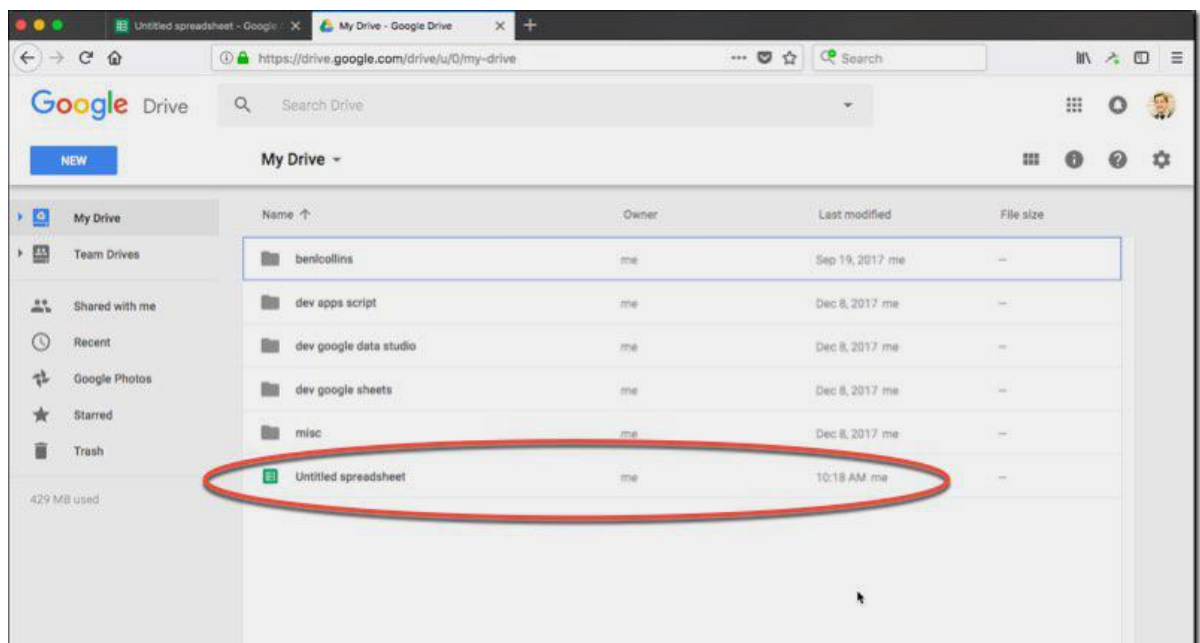 Untitled spreadsheet - Google
My Drive - Google Drive
https://drive.google.com/drive/u/0/my-drive
Search
Google Drive
Search Drive
NEW
My Drive
My Drive
Team Drives
Shared with me
Recent
Google Photos
Starred
Trash
429 MB used
Name Owner Last modified File size
benlcollins me Sep 19, 2017 me –
dev apps script me Dec 8, 2017 me –
dev google data studio me Dec 8, 2017 me –
dev google sheets me Dec 8, 2017 me –
misc me Dec 8, 2017 me –
Untitled spreadsheet me 10:18 AM me –